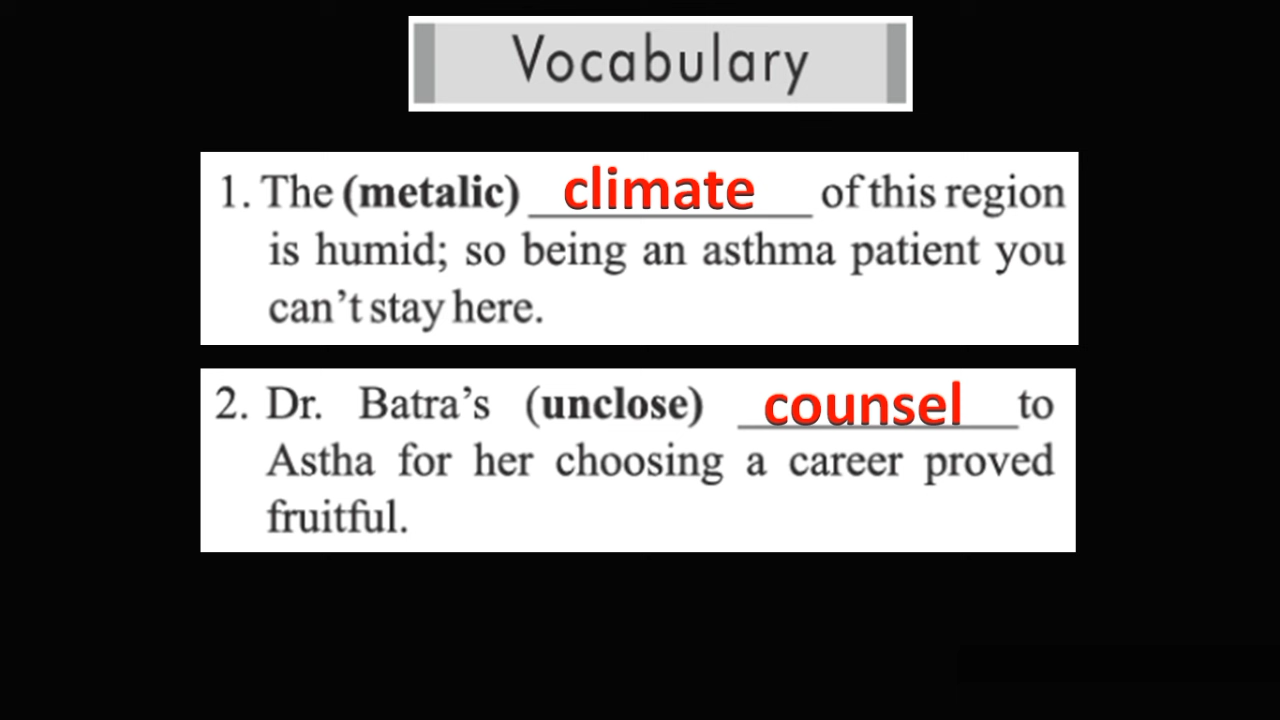 Vocabulary
1. The (metalic) climate of this region
is humid; so being an asthma patient you
can't stay here.
2. Dr. Batra's (unclose) counsel to
Astha for her choosing a career proved
fruitful.